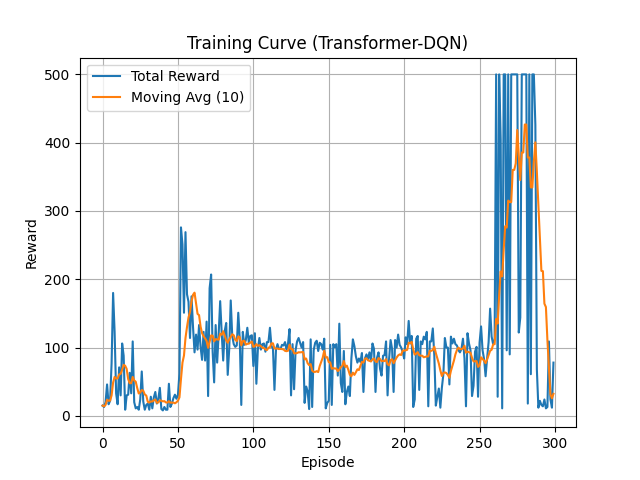 Training Curve (Transformer-DQN)
Total Reward
Moving Avg (10)
500
400
300
200
100
0
Reward
0
50
100
150
200
250
300
Episode